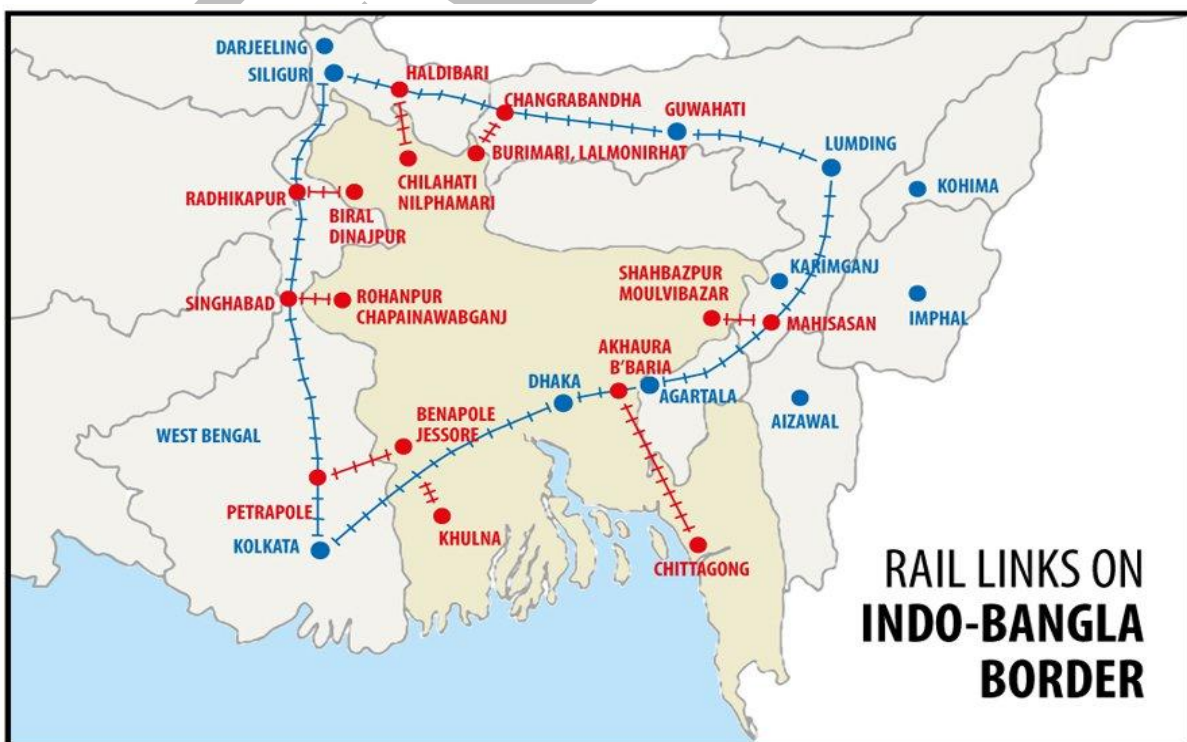 DARJEELING
SILIGURI
HALDIBARI
CHANGRABANDHA
GUWAHATI
LUMDING
KOHIMA
BURIMARI, LALMONIRHAT
CHILAHATI
NILPHAMARI
RADHIKAPUR
BIRAL
DINAJPUR
KARIMGANJ
SHAHBAZPUR
MOULVIBAZAR
SINGHABAD
ROHANPUR
CHAPAINAWABGANJ
MAHISASAN
IMPHAL
AKHAURA
B'BARIA
DHAKA
AGARTALA
AIZAWAL
WEST BENGAL
BENAPOLE
JESSORE
PETRAPOLE
KOLKATA
KHULNA
CHITTAGONG
RAIL LINKS ON
INDO-BANGLA
BORDER